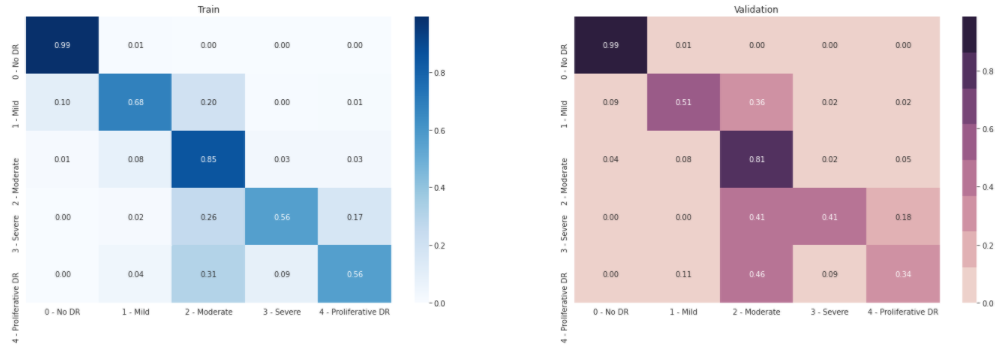 Train
0 - No DR 0.99 0.01 0.00 0.00 0.00
1 - Mild 0.10 0.68 0.20 0.00 0.01
2 - Moderate 0.01 0.08 0.85 0.03 0.03
3 - Severe 0.00 0.02 0.26 0.56 0.17
4 - Proliferative DR 0.00 0.04 0.31 0.09 0.56
0 - No DR 1 - Mild 2 - Moderate 3 - Severe 4 - Proliferative DR
0.8
0.6
0.4
0.2
0.0
Validation
0 - No DR 0.99 0.01 0.00 0.00 0.00
1 - Mild 0.09 0.51 0.36 0.02 0.02
2 - Moderate 0.04 0.08 0.81 0.02 0.05
3 - Severe 0.00 0.00 0.41 0.41 0.18
4 - Proliferative DR 0.00 0.11 0.46 0.09 0.34
0 - No DR 1 - Mild 2 - Moderate 3 - Severe 4 - Proliferative DR
0.8
0.6
0.4
0.2
0.0